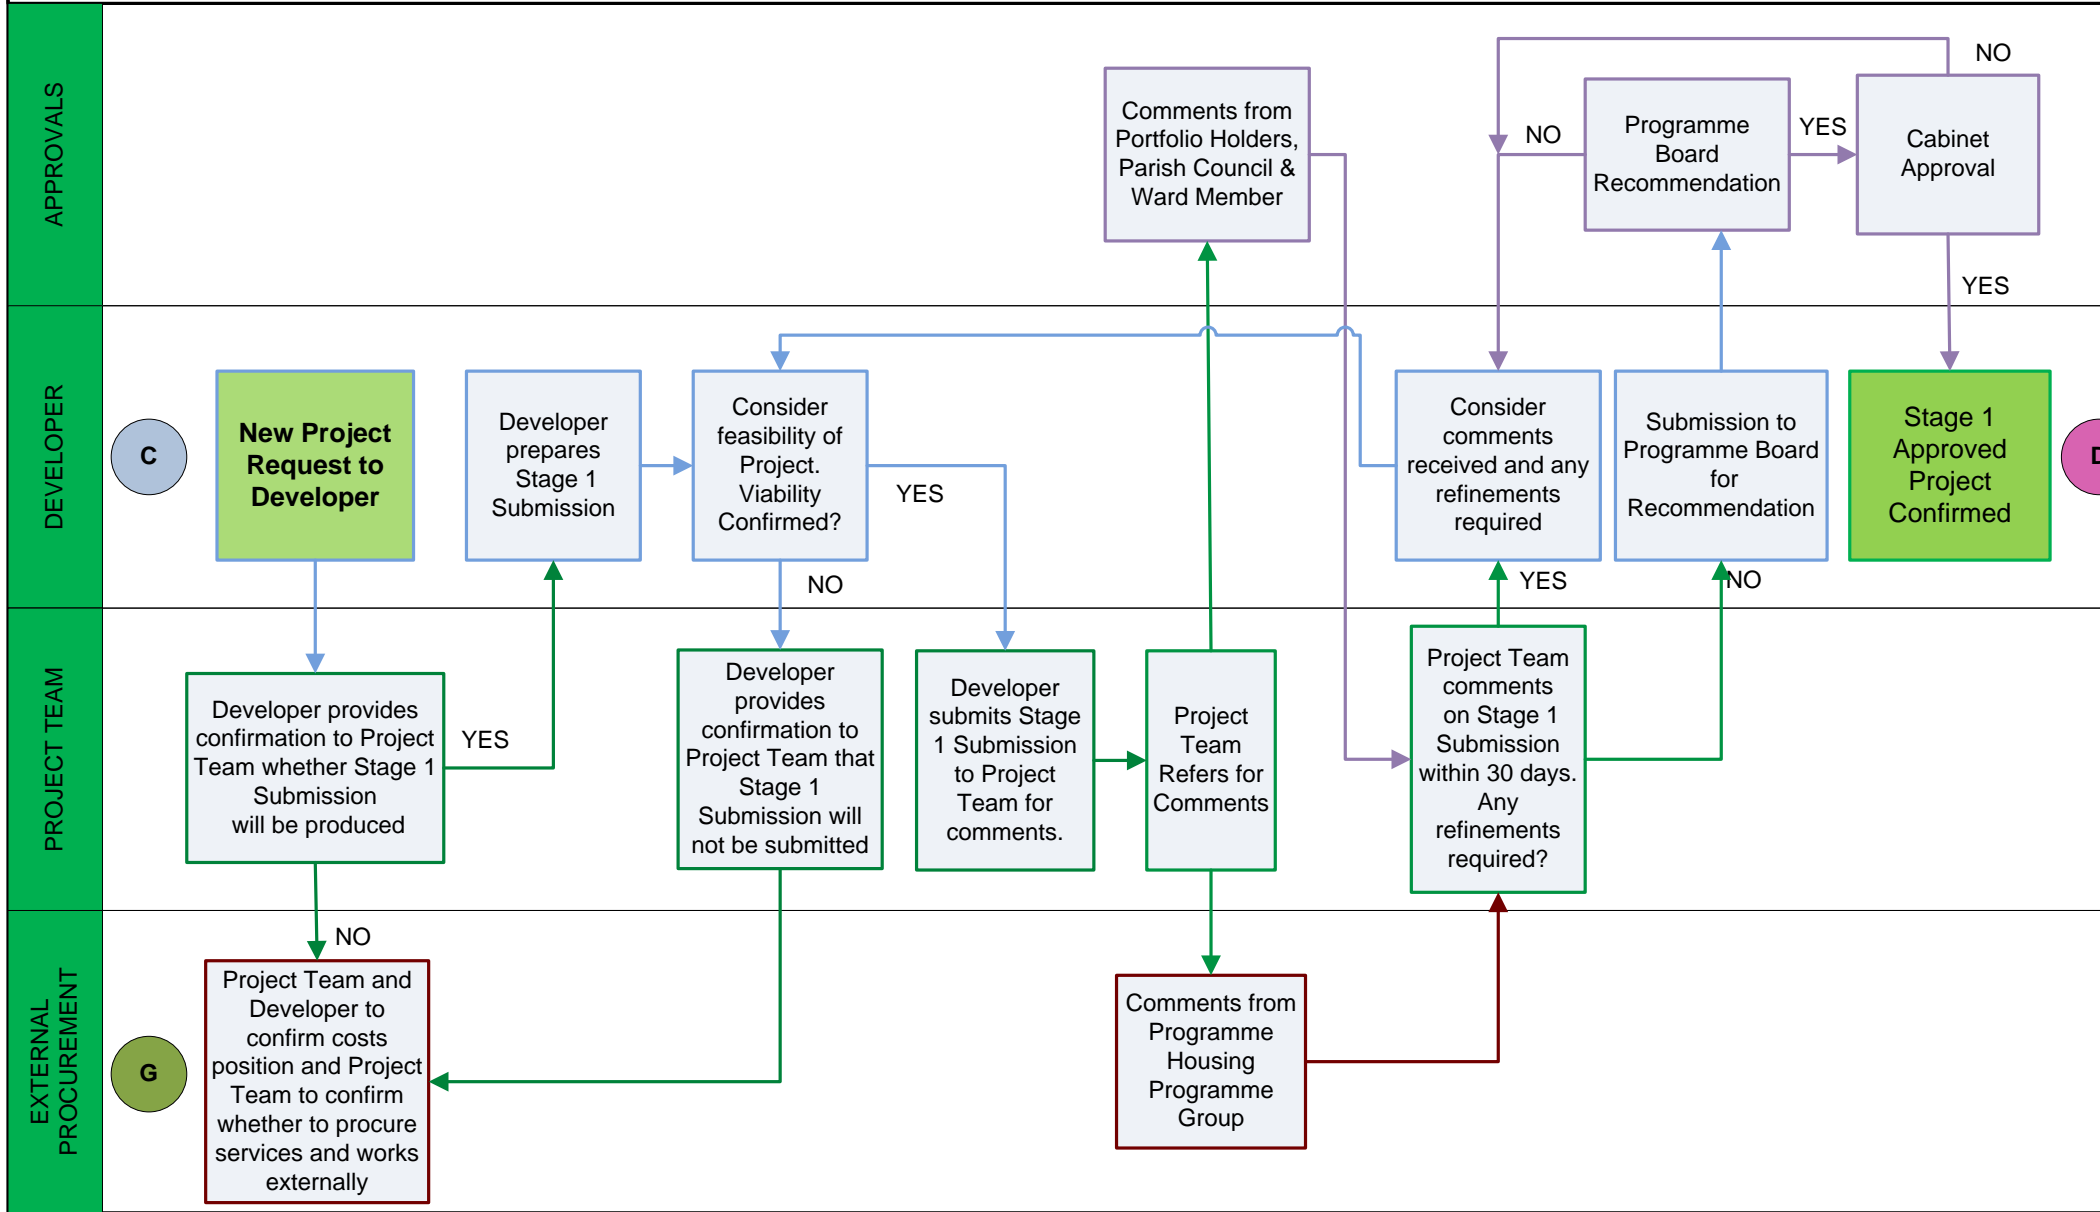 APPROVALS
Comments from
Portfolio Holders,
Parish Council &
Ward Member
NO
Programme
Board
Recommendation
YES
Cabinet
Approval
NO
YES
DEVELOPER
C
New Project
Request to
Developer
Developer
prepares
Stage 1
Submission
Consider
feasibility of
Project.
Viability
Confirmed?
YES
NO
Consider
comments
received and any
refinements
required
YES
Submission to
Programme Board
for
Recommendation
NO
Stage 1
Approved
Project
Confirmed
D
PROJECT TEAM
Developer provides
confirmation to Project
Team whether Stage 1
Submission
will be produced
YES
Developer
provides
confirmation to
Project Team that
Stage 1
Submission will
not be submitted
Developer
submits Stage
1 Submission
to Project
Team for
comments.
Project
Team
Refers for
Comments
Project Team
comments
on Stage 1
Submission
within 30 days.
Any
refinements
required?
EXTERNAL
PROCUREMENT
G
NO
Project Team and
Developer to
confirm costs
position and Project
Team to confirm
whether to procure
services and works
externally
Comments from
Programme
Housing
Programme
Group